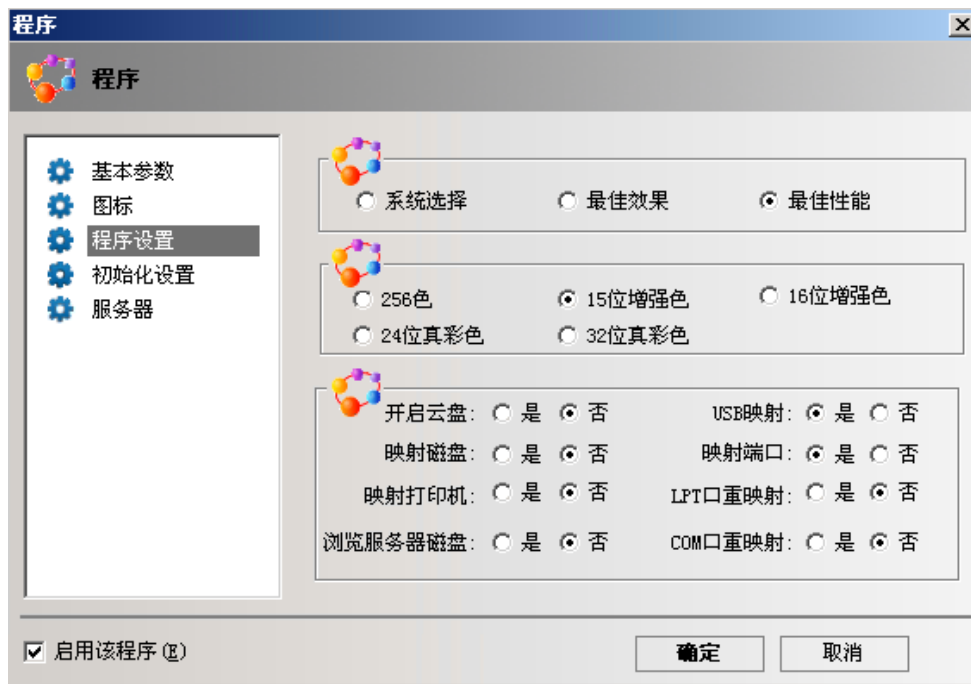 程序
程序
基本参数
图标
程序设置
初始化设置
服务器
系统选择 最佳效果 最佳性能
256色 15位增强色 16位增强色
24位真彩色 32位真彩色
开启云盘: 是 否 USB映射: 是 否
映射磁盘: 是 否 映射端口: 是 否
映射打印机: 是 否 LPT口重映射: 是 否
浏览服务器磁盘: 是 否 COM口重映射: 是 否
启用该程序(E) 确定 取消